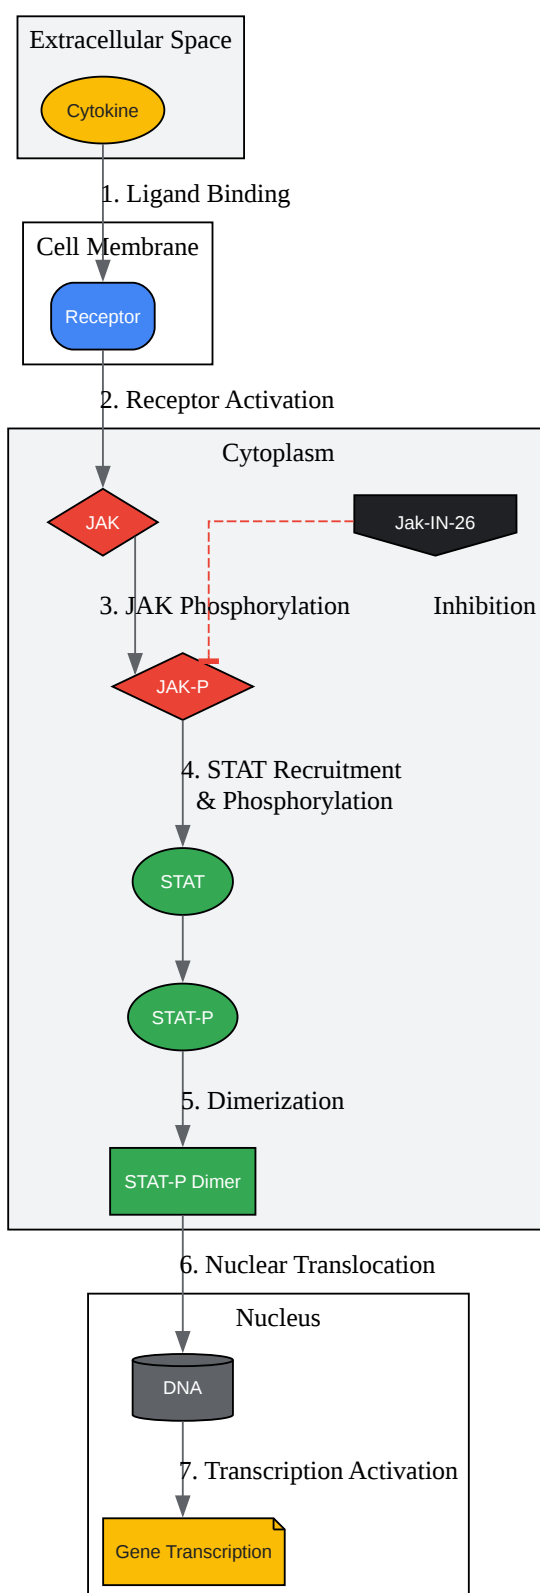 Extracellular Space
Cytokine
1. Ligand Binding
Cell Membrane
Receptor
2. Receptor Activation
Cytoplasm
JAK
Jak-IN-26
3. JAK Phosphorylation
Inhibition
JAK-P
4. STAT Recruitment
& Phosphorylation
STAT
STAT-P
5. Dimerization
STAT-P Dimer
6. Nuclear Translocation
Nucleus
DNA
7. Transcription Activation
Gene Transcription